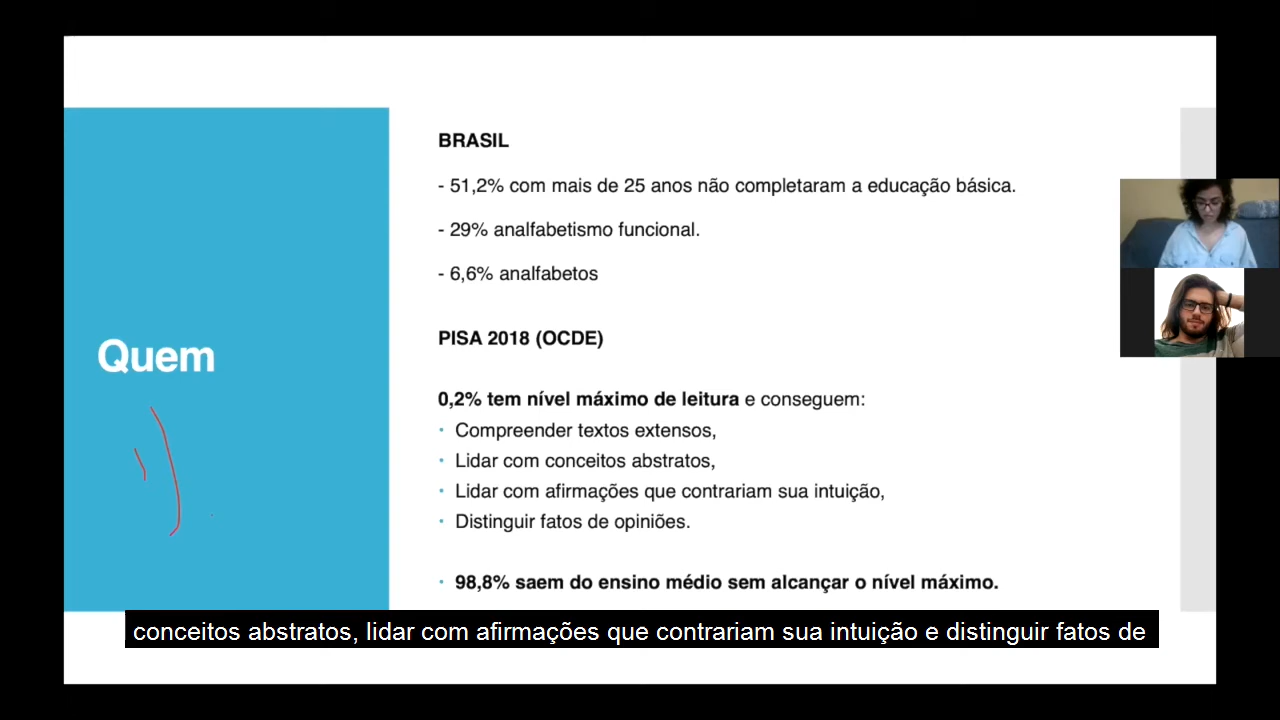 Quem
BRASIL
- 51,2% com mais de 25 anos não completaram a educação básica.
- 29% analfabetismo funcional.
- 6,6% analfabetos
PISA 2018 (OCDE)
0,2% tem nível máximo de leitura e conseguem:
• Compreender textos extensos,
• Lidar com conceitos abstratos,
• Lidar com afirmações que contrariam sua intuição,
• Distinguir fatos de opiniões.
• 98,8% saem do ensino médio sem alcançar o nível máximo.
conceitos abstratos, lidar com afirmações que contrariam sua intuição e distinguir fatos de